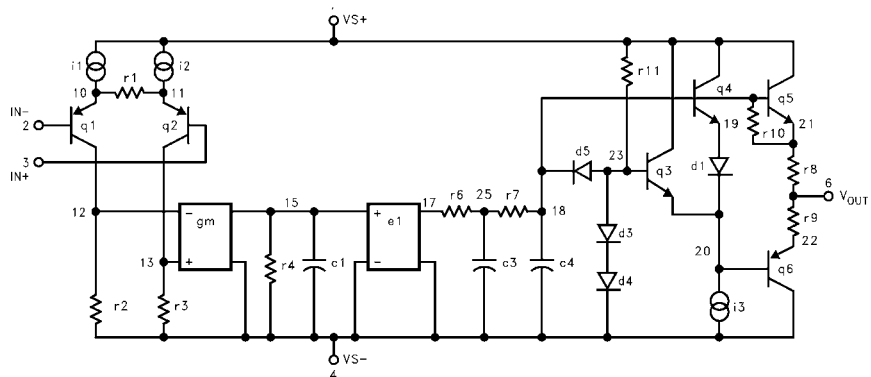 VS+
i1
i2
r11
q4
q5
r1
10
11
IN-
2
q1
q2
19
r10
21
3
IN+
d5
23
q3
d1
r8
6
VOUT
12
15
17
r6
25
r7
18
- gm
+ e1
r9
13
+
r4
c1
-
c3
c4
d3
20
22
q6
r2
r3
d4
i3
VS-
4